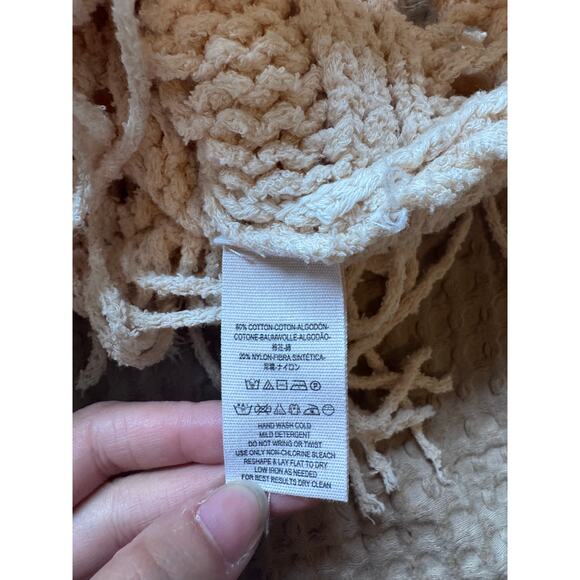 80% COTTON-COTON-ALGODÓN-
COTONE-BAUMWOLLE-ALGODÃO-
棉花-綿
20% NYLON-FIBRA SINTÉTICA-
尼龍-ナイロン
HAND WASH COLD
MILD DETERGENT
DO NOT WRING OR TWIST
USE ONLY NON-CHLORINE BLEACH
RESHAPE & LAY FLAT TO DRY
LOW IRON AS NEEDED
FOR BEST RESULTS DRY CLEAN